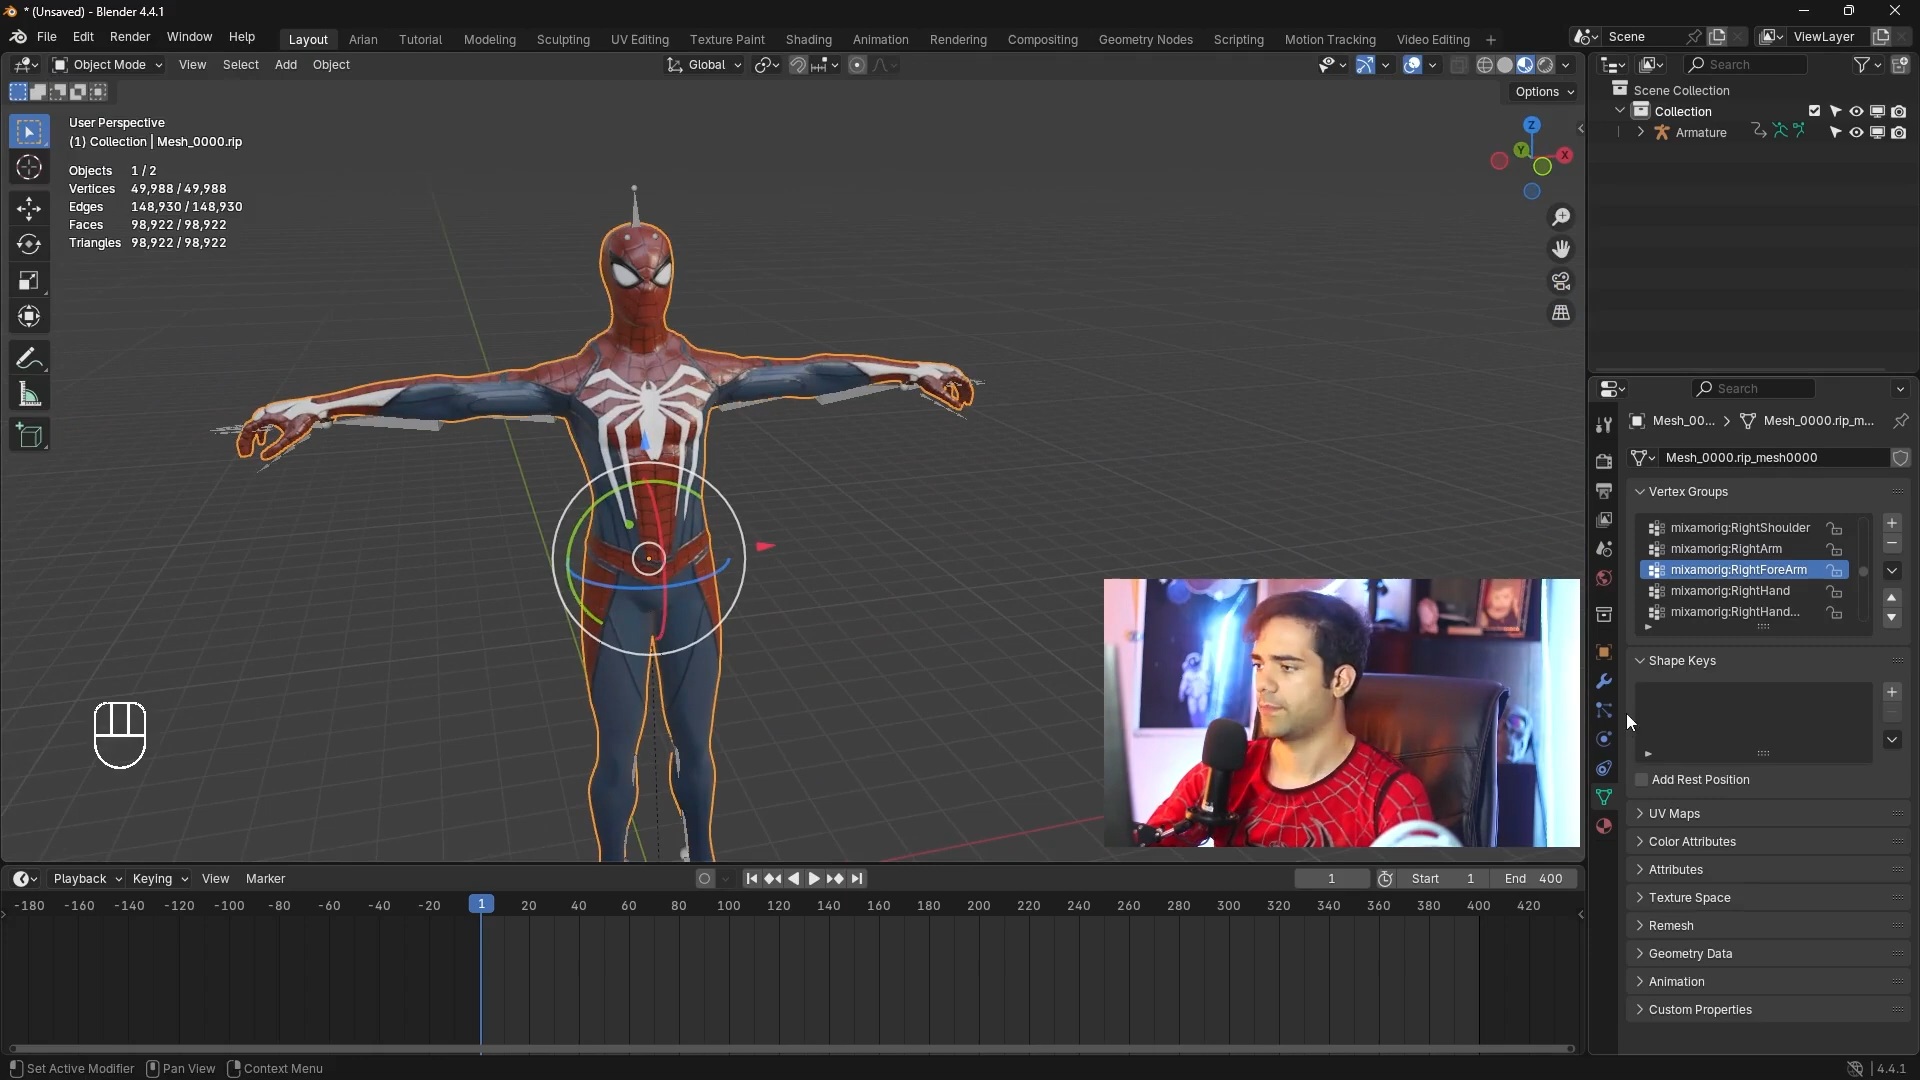 * (Unsaved) - Blender 4.4.1
File Edit Render Window Help
Layout Arian Tutorial Modeling Sculpting UV Editing Texture Paint Shading Animation Rendering Compositing Geometry Nodes Scripting Motion Tracking Video Editing +
Scene
ViewLayer
Object Mode View Select Add Object
Global
Search
Options
Scene Collection
Collection
Armature
User Perspective
(1) Collection | Mesh_0000.rip
Objects 1 / 2
Vertices 49,988 / 49,988
Edges 148,930 / 148,930
Faces 98,922 / 98,922
Triangles 98,922 / 98,922
Z
Y
X
Search
Mesh_00... > Mesh_0000.rip_m...
Mesh_0000.rip_mesh0000
Vertex Groups
mixamorig:RightShoulder
mixamorig:RightArm
mixamorig:RightForeArm
mixamorig:RightHand
mixamorig:RightHand...
Shape Keys
Add Rest Position
UV Maps
Color Attributes
Attributes
Texture Space
Remesh
Geometry Data
Animation
Custom Properties
Playback Keying View Marker
1 Start 1 End 400
-180 -160 -140 -120 -100 -80 -60 -40 -20 1 20 40 60 80 100 120 140 160 180 200 220 240 260 280 300 320 340 360 380 400 420
Set Active Modifier Pan View Context Menu
4.4.1